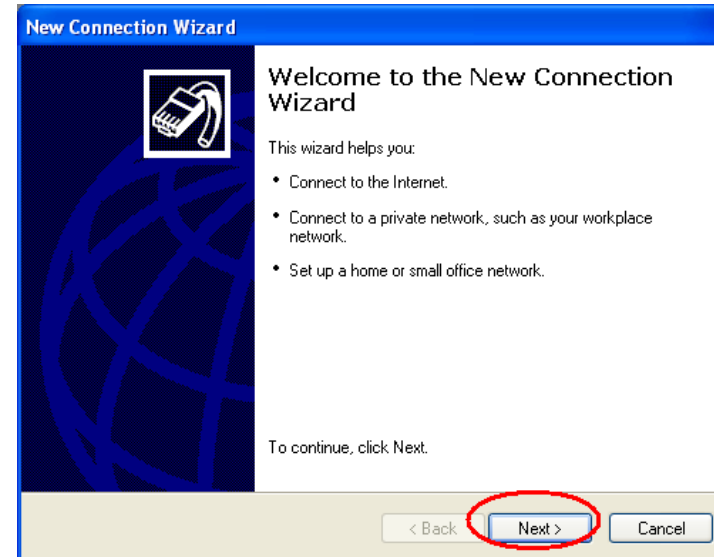 New Connection Wizard
Welcome to the New Connection
Wizard
This wizard helps you:
• Connect to the Internet.
• Connect to a private network, such as your workplace
network.
• Set up a home or small office network.
To continue, click Next.
< Back Next > Cancel